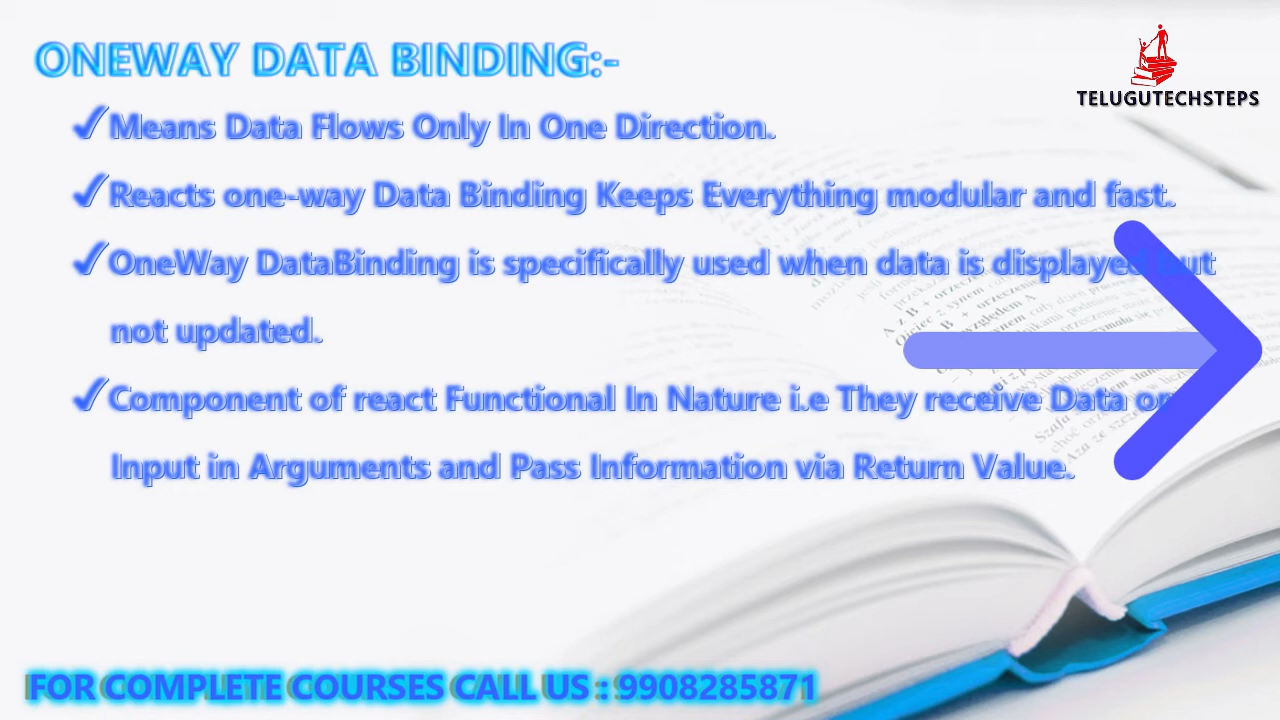 ONEWAY DATA BINDING:-
TELUGUTECHSTEPS
✓Means Data Flows Only In One Direction.
✓Reacts one-way Data Binding Keeps Everything modular and fast.
✓OneWay DataBinding is specifically used when data is displayed but
not updated.
✓Component of react Functional In Nature i.e They receive Data on
Input in Arguments and Pass Information via Return Value.
FOR COMPLETE COURSES CALL US : 9908285871